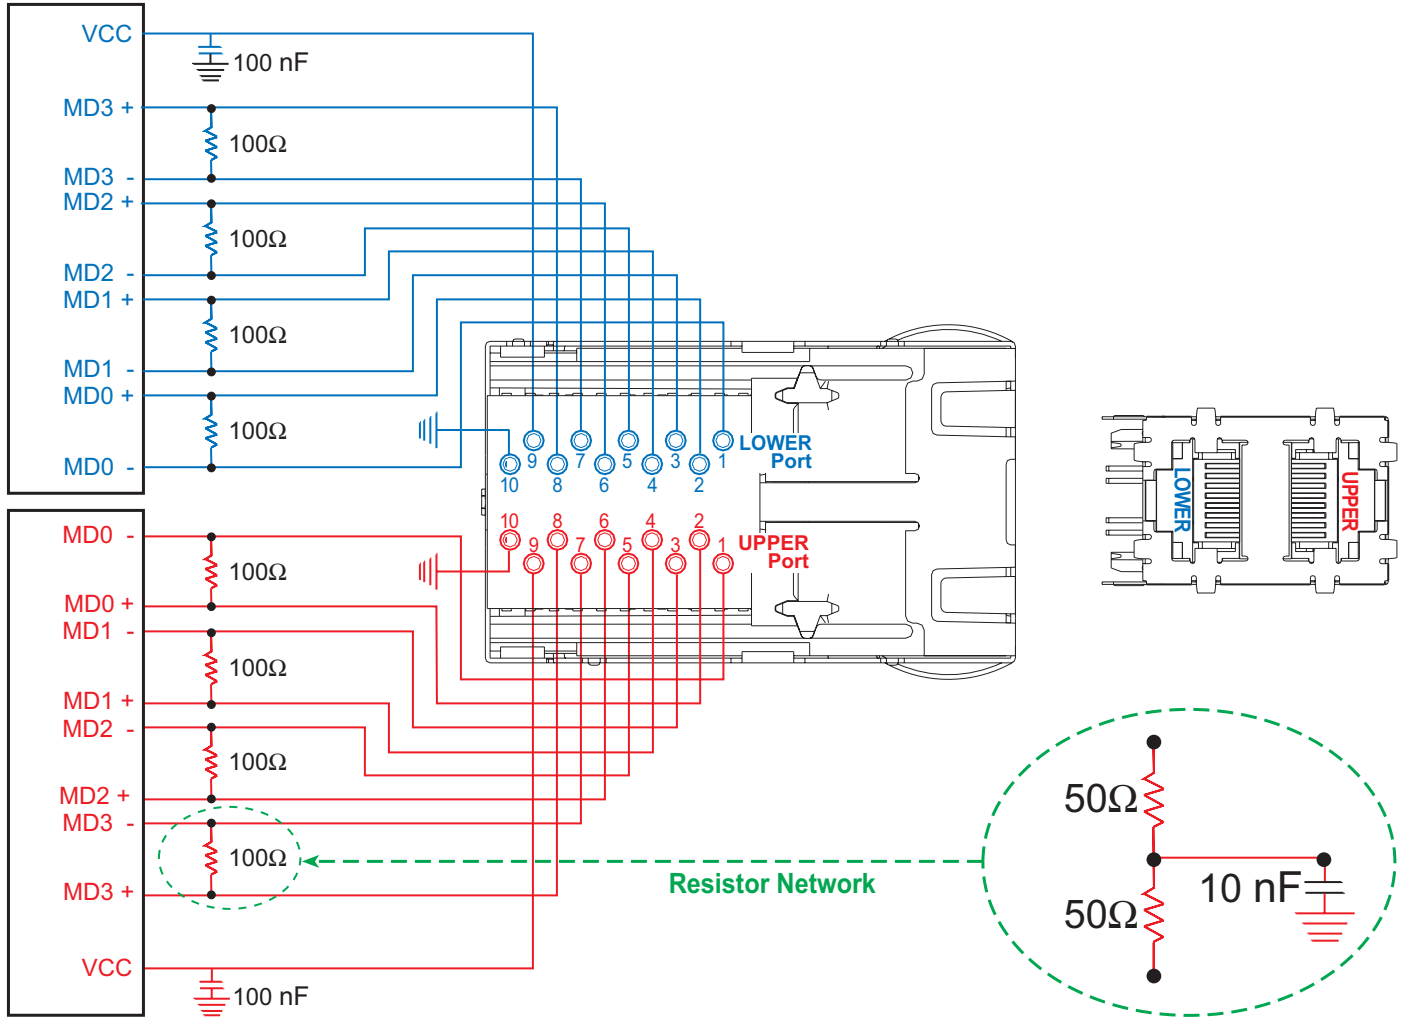 VCC
100 nF
MD3 +
100Ω
MD3 -
MD2 +
100Ω
MD2 -
MD1 +
100Ω
MD1 -
MD0 +
100Ω
MD0 -
LOWER
Port
9 7 5 3 1
10 8 6 4 2
10 8 6 4 2
9 7 5 3 1
UPPER
Port
LOWER
UPPER
MD0 -
100Ω
MD0 +
MD1 -
100Ω
MD1 +
MD2 -
100Ω
MD2 +
MD3 -
100Ω
MD3 +
VCC
100 nF
Resistor Network
50Ω
50Ω
10 nF